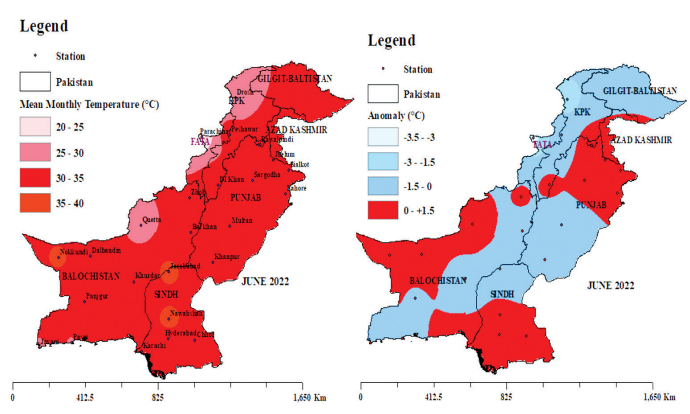 Legend
Station
Pakistan
Mean Monthly Temperature (°C)
20 - 25
25 - 30
30 - 35
35 - 40
GILGIT-BALTISTAN
Drosh
KPK
AZAD KASHMIR
Parachinar
Peshawar
Rawalpindi
FATA
Jhelum
Sialkot
Sargodha
DI Khan
Lahore
Zhob
PUNJAB
Quetta
Multan
Barkhan
Nokkundi
Dalbandin
Khanpur
Jacobabad
BALOCHISTAN
Khuzdar
JUNE 2022
Panjgur
SINDH
Nawabshah
Hyderabad
Chhor
Pasni
Jiwani
Karachi
0
412.5
825
1,650 Km
Legend
Station
Pakistan
Anomaly (°C)
-3.5 - -3
-3 - -1.5
-1.5 - 0
0 - +1.5
GILGIT-BALTISTAN
KPK
AZAD KASHMIR
FATA
PUNJAB
BALOCHISTAN
JUNE 2022
SINDH
0
412.5
825
1,650 Km